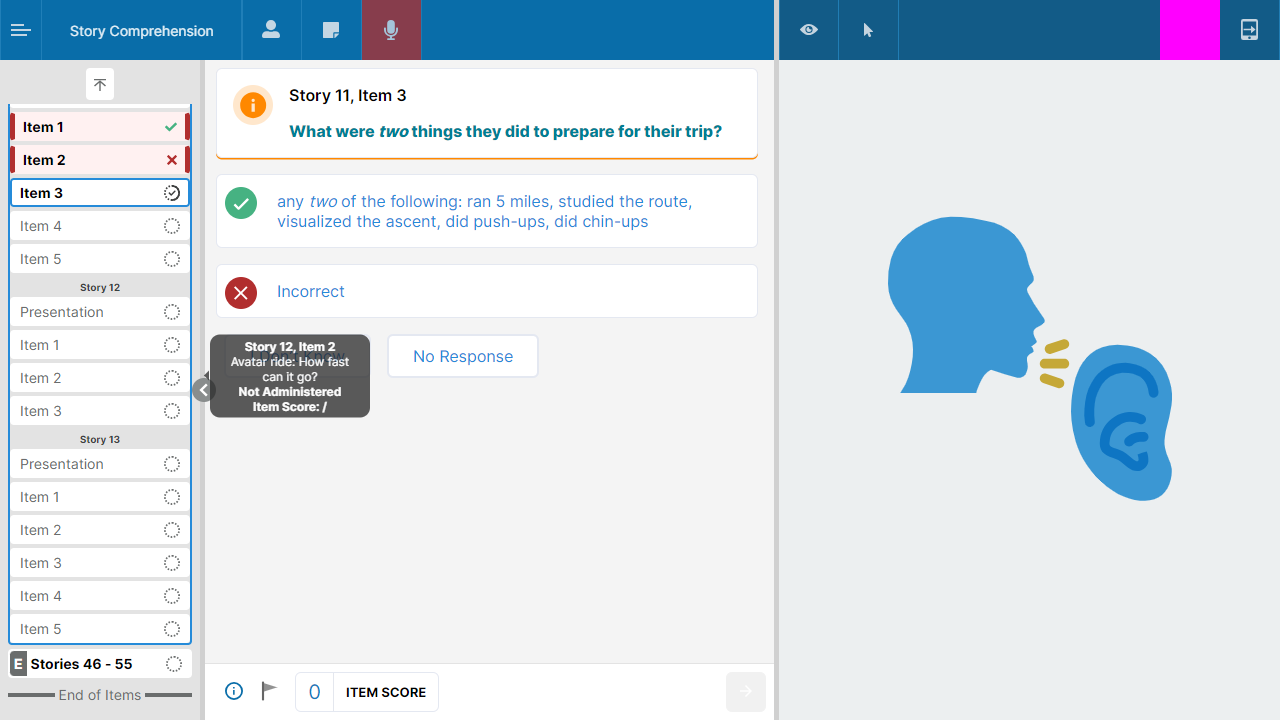 Story Comprehension
Item 1
Item 2
Item 3
Item 4
Item 5
Story 12
Presentation
Item 1
Item 2
Item 3
Story 13
Presentation
Item 1
Item 2
Item 3
Item 4
Item 5
E Stories 46 - 55
End of Items
Story 11, Item 3
What were two things they did to prepare for their trip?
any two of the following: ran 5 miles, studied the route,
visualized the ascent, did push-ups, did chin-ups
Incorrect
No Response
Story 12, Item 2
Avatar ride: How fast
can it go?
Not Administered
Item Score: /
0 ITEM SCORE